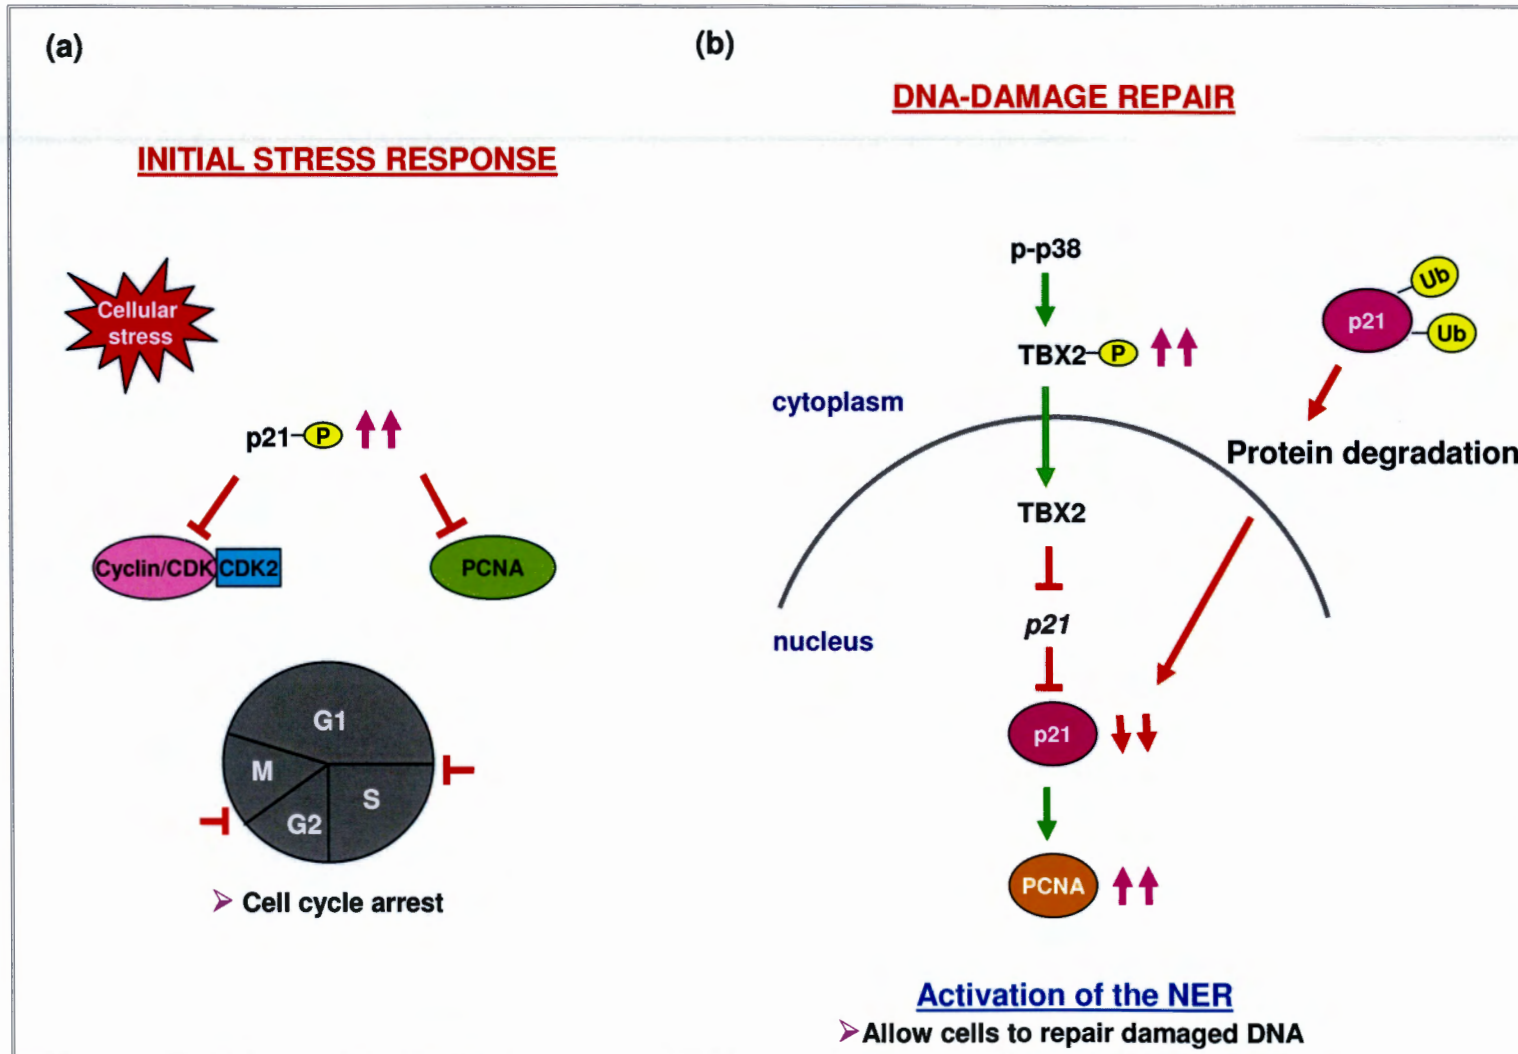 (a)
INITIAL STRESS RESPONSE
Cellular
stress
p21 P
Cyclin/CDK CDK2
PCNA
G1
M
S
G2
Cell cycle arrest
(b)
DNA-DAMAGE REPAIR
p-p38
TBX2 P
cytoplasm
TBX2
p21
nucleus
p21
PCNA
Ub
p21
Ub
Protein degradation
Activation of the NER
Allow cells to repair damaged DNA